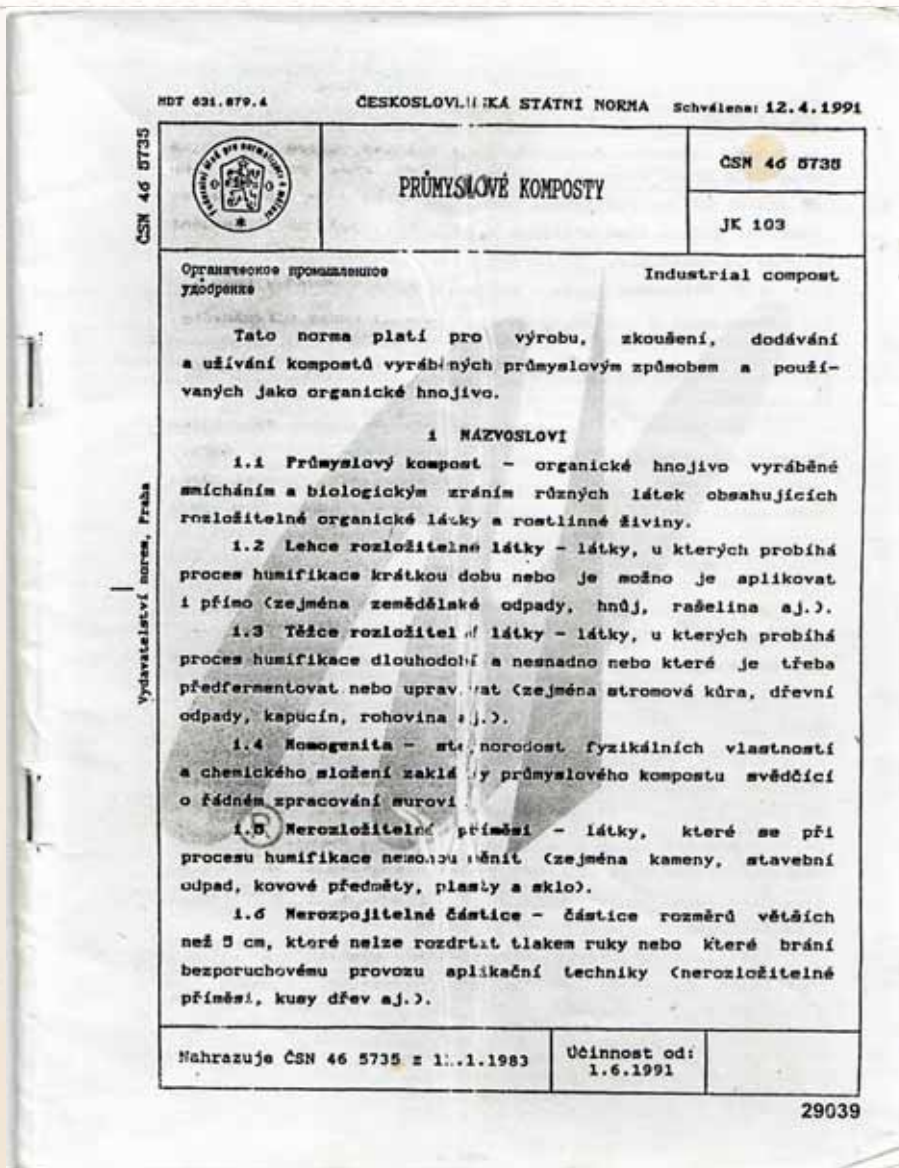 MDT 631.879.4 ČESKOSLOVENSKÁ STÁTNÍ NORMA Schválena: 12.4.1991
ČSN 46 5735
PRŮMYSLOVÉ KOMPOSTY
ČSN 46 5735
JK 103
Органическое промышленное
удобрение
Industrial compost
Tato norma platí pro výrobu, zkoušení, dodávání
a užívání kompostů vyráběných průmyslovým způsobem a použí-
vaných jako organické hnojivo.
1 NÁZVOSLOVÍ
1.1 Průmyslový kompost – organické hnojivo vyráběné
smícháním a biologickým zráním různých látek obsahujících
rozložitelné organické látky a rostlinné živiny.
1.2 Lehce rozložitelné látky – látky, u kterých probíhá
proces humifikace krátkou dobu nebo je možno je aplikovat
i přímo (zejména zemědělské odpady, hnůj, rašelina aj.).
1.3 Těžce rozložitelné látky – látky, u kterých probíhá
proces humifikace dlouhodobě a nesnadno nebo které je třeba
předfermentovat nebo upravovat (zejména stromová kůra, dřevní
odpady, kapucín, rohovina aj.).
1.4 Homogenita – stejnorodost fyzikálních vlastností
a chemického složení zakládky průmyslového kompostu svědčící
o řádném zpracování surovin.
1.5 Nerozložitelné příměsi – látky, které se při
procesu humifikace nemohou měnit (zejména kameny, stavební
odpad, kovové předměty, plasty a sklo).
1.6 Nerozpojitelné částice – částice rozměrů větších
než 5 cm, které nelze rozdrtit tlakem ruky nebo které brání
bezporuchovému provozu aplikační techniky (nerozložitelné
příměsi, kusy dřev aj.).
Vydavatelství norem, Praha
Nahrazuje ČSN 46 5735 z
Účinnost od:
1.6.1991
29039